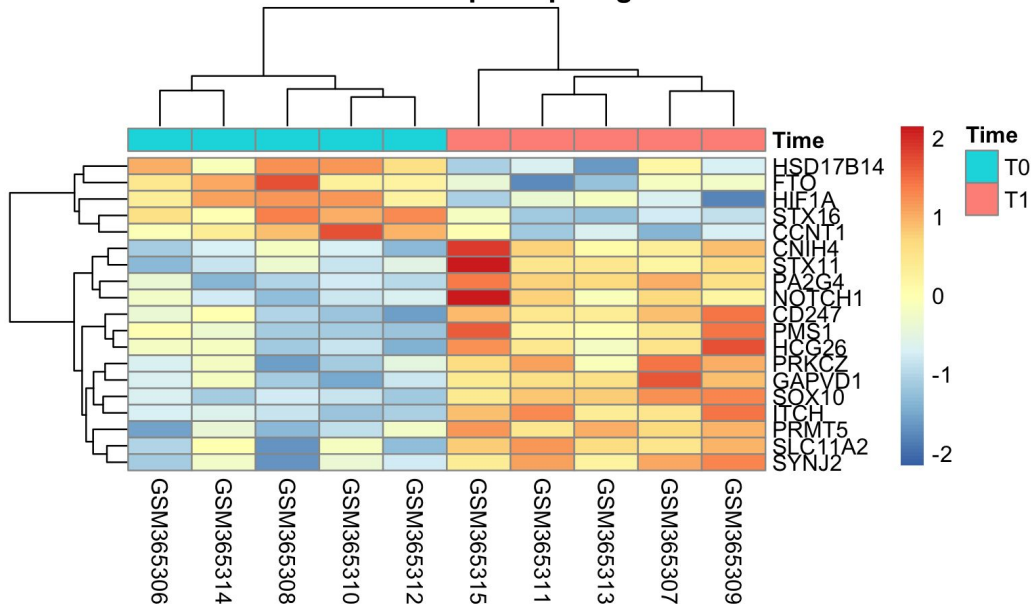 Time
HSD17B14
FTO
HIF1A
STX16
CCNT1
CNIH4
STX11
PA2G4
NOTCH1
CD247
PMS1
HCG26
PRKCZ
GAPVD1
SOX10
ITCH
PRMT5
SLC11A2
SYNJ2
GSM365306
GSM365314
GSM365308
GSM365310
GSM365312
GSM365315
GSM365311
GSM365313
GSM365307
GSM365309
2
1
0
-1
-2
Time
T0
T1